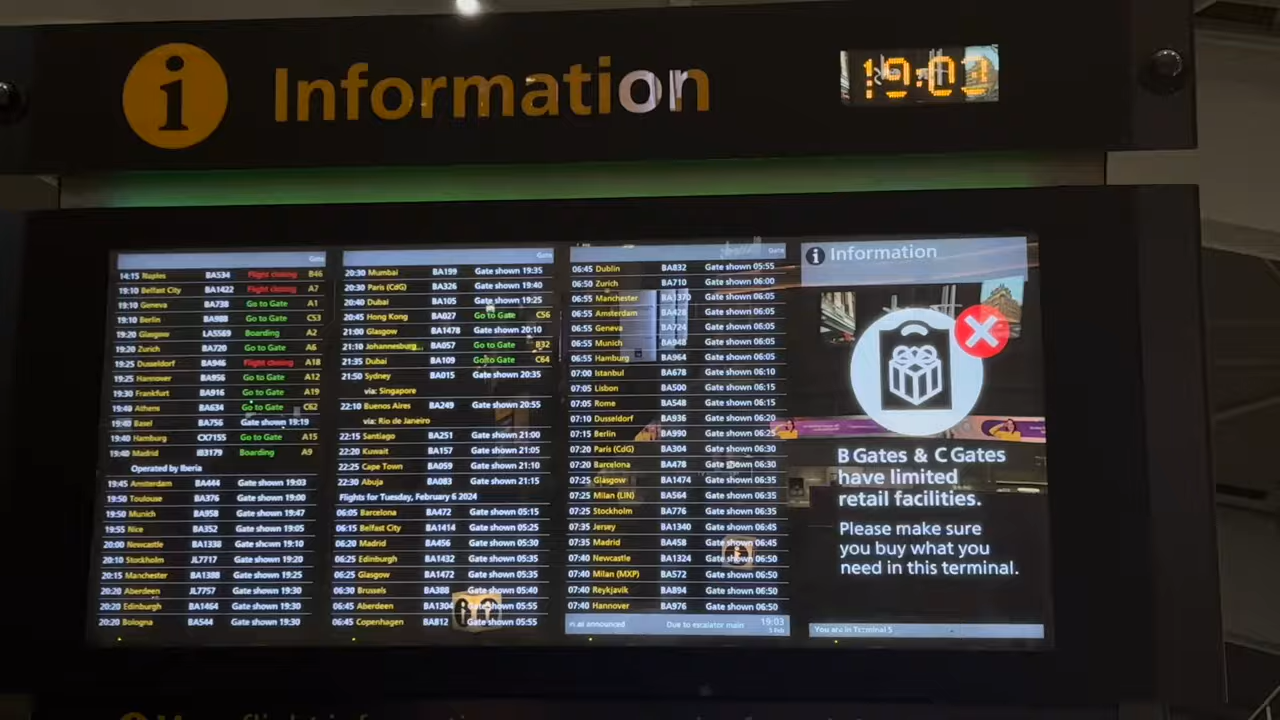 Information
19:03
Gate
14:15 Naples BA534 Flight closing B46
19:10 Belfast City BA1422 Flight closing A7
19:10 Geneva BA738 Go to Gate A1
19:10 Berlin BA988 Go to Gate C53
19:20 Glasgow LA5569 Boarding A2
19:20 Zurich BA720 Go to Gate A6
19:25 Dusseldorf BA946 Flight closing A18
19:25 Hannover BA956 Go to Gate A12
19:30 Frankfurt BA916 Go to Gate A19
19:40 Athens BA634 Go to Gate C62
19:40 Basel BA756 Gate shown 19:19
19:40 Hamburg CX7155 Go to Gate A15
19:40 Madrid IB3179 Boarding A9
Operated by Iberia
19:45 Amsterdam BA444 Gate shown 19:03
19:50 Toulouse BA376 Gate shown 19:00
19:50 Munich BA958 Gate shown 19:47
19:55 Nice BA352 Gate shown 19:05
20:00 Newcastle BA1338 Gate shown 19:10
20:10 Stockholm JL7717 Gate shown 19:20
20:15 Manchester BA1388 Gate shown 19:25
20:20 Aberdeen JL7757 Gate shown 19:30
20:20 Edinburgh BA1464 Gate shown 19:30
20:20 Bologna BA544 Gate shown 19:30
Gate
20:30 Mumbai BA199 Gate shown 19:35
20:30 Paris (CdG) BA326 Gate shown 19:40
20:40 Dubai BA105 Gate shown 19:25
20:45 Hong Kong BA027 Go to Gate C56
21:00 Glasgow BA1478 Gate shown 20:10
21:10 Johannesburg... BA057 Go to Gate B32
21:35 Dubai BA109 Go to Gate C64
21:50 Sydney BA015 Gate shown 20:35
via: Singapore
22:10 Buenos Aires BA249 Gate shown 20:55
via: Rio de Janeiro
22:15 Santiago BA251 Gate shown 21:00
22:20 Kuwait BA157 Gate shown 21:05
22:25 Cape Town BA059 Gate shown 21:10
22:30 Abuja BA083 Gate shown 21:15
Flights for Tuesday, February 6 2024
06:05 Barcelona BA472 Gate shown 05:15
06:15 Belfast City BA1414 Gate shown 05:25
06:20 Madrid BA456 Gate shown 05:30
06:25 Edinburgh BA1432 Gate shown 05:35
06:25 Glasgow BA1472 Gate shown 05:35
06:30 Brussels BA388 Gate shown 05:40
06:45 Aberdeen BA1304 Gate shown 05:55
06:45 Copenhagen BA812 Gate shown 05:55
Gate
06:45 Dublin BA832 Gate shown 05:55
06:50 Zurich BA710 Gate shown 06:00
06:55 Manchester BA1370 Gate shown 06:05
06:55 Amsterdam BA428 Gate shown 06:05
06:55 Geneva BA724 Gate shown 06:05
06:55 Munich BA948 Gate shown 06:05
06:55 Hamburg BA964 Gate shown 06:05
07:00 Istanbul BA678 Gate shown 06:10
07:05 Lisbon BA500 Gate shown 06:15
07:05 Rome BA548 Gate shown 06:15
07:10 Dusseldorf BA936 Gate shown 06:20
07:15 Berlin BA990 Gate shown 06:25
07:20 Paris (CdG) BA304 Gate shown 06:30
07:20 Barcelona BA478 Gate shown 06:30
07:25 Glasgow BA1474 Gate shown 06:35
07:25 Milan (LIN) BA564 Gate shown 06:35
07:25 Stockholm BA776 Gate shown 06:35
07:35 Jersey BA1340 Gate shown 06:45
07:35 Madrid BA458 Gate shown 06:45
07:40 Newcastle BA1324 Gate shown 06:50
07:40 Milan (MXP) BA572 Gate shown 06:50
07:40 Reykjavik BA894 Gate shown 06:50
07:40 Hannover BA976 Gate shown 06:50
announced Due to escalator main 19:03
5 Feb
Information
B Gates & C Gates
have limited
retail facilities.
Please make sure
you buy what you
need in this terminal.
You are in Terminal 5